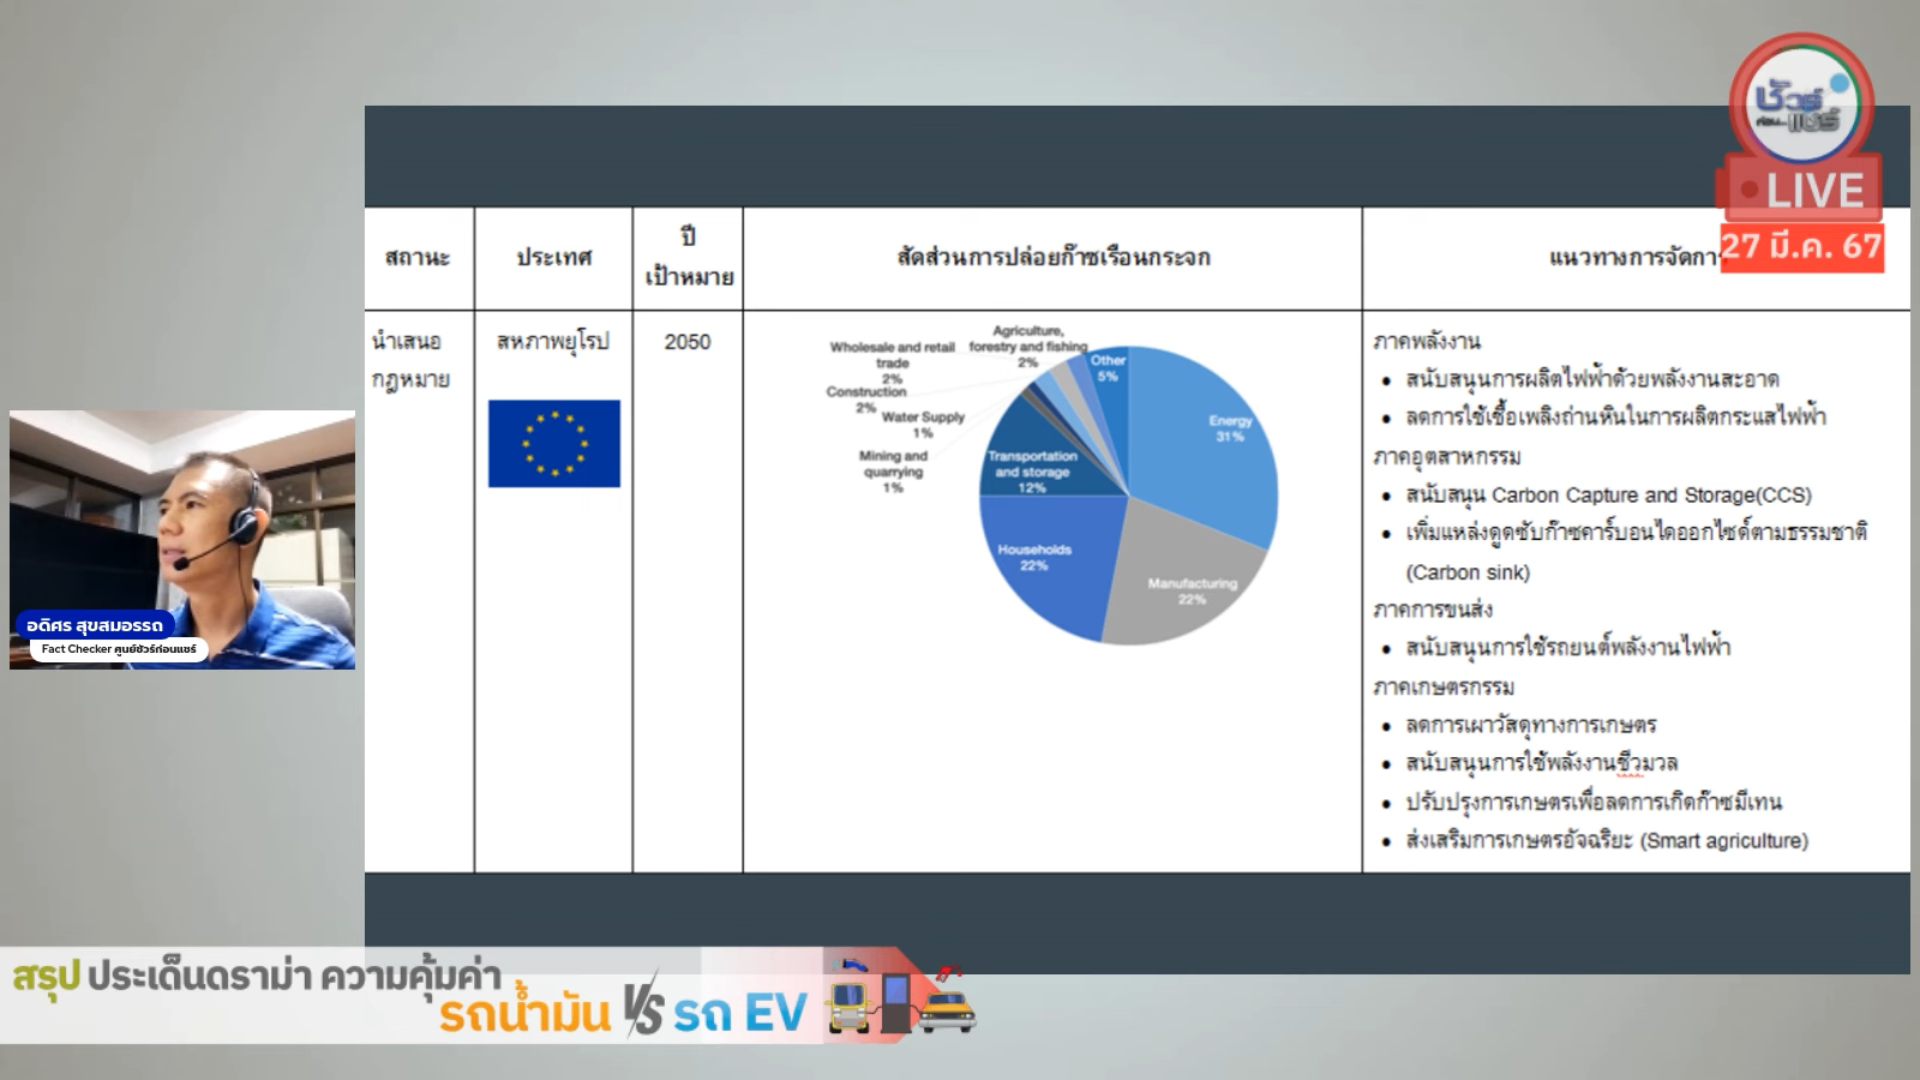 ชัวร์
ก่อน...แชร์
LIVE
27 มี.ค. 67
สถานะ
ประเทศ
ปี
เป้าหมาย
สัดส่วนการปล่อยก๊าซเรือนกระจก
แนวทางการจัดการ
นำเสนอ
กฎหมาย
สหภาพยุโรป
2050
Agriculture,
forestry and fishing
2%
Wholesale and retail
trade
2%
Construction
2%
Water Supply
1%
Mining and
quarrying
1%
Other
5%
Energy
31%
Transportation
and storage
12%
Households
22%
Manufacturing
22%
ภาคพลังงาน
• สนับสนุนการผลิตไฟฟ้าด้วยพลังงานสะอาด
• ลดการใช้เชื้อเพลิงถ่านหินในการผลิตกระแสไฟฟ้า
ภาคอุตสาหกรรม
• สนับสนุน Carbon Capture and Storage(CCS)
• เพิ่มแหล่งดูดซับก๊าซคาร์บอนไดออกไซด์ตามธรรมชาติ
(Carbon sink)
ภาคการขนส่ง
• สนับสนุนการใช้รถยนต์พลังงานไฟฟ้า
ภาคเกษตรกรรม
• ลดการเผาวัสดุทางการเกษตร
• สนับสนุนการใช้พลังงานชีวมวล
• ปรับปรุงการเกษตรเพื่อลดการเกิดก๊าซมีเทน
• ส่งเสริมการเกษตรอัจฉริยะ (Smart agriculture)
อดิศร สุขสมอรรถ
Fact Checker ศูนย์ชัวร์ก่อนแชร์
สรุป ประเด็นดราม่า ความคุ้มค่า
รถน้ำมัน VS รถ EV